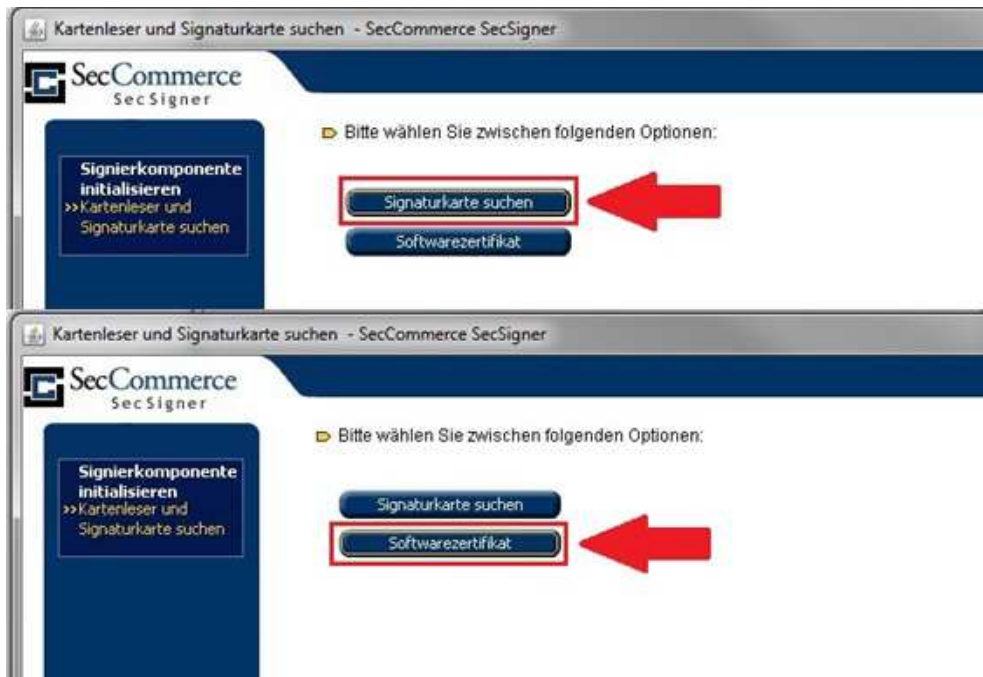 Kartenleser und Signaturkarte suchen - SecCommerce SecSigner
SecCommerce
SecSigner
Bitte wählen Sie zwischen folgenden Optionen:
Signierkomponente
initialisieren
>>Kartenleser und
Signaturkarte suchen
Signaturkarte suchen
Softwarezertifikat
Kartenleser und Signaturkarte suchen - SecCommerce SecSigner
SecCommerce
SecSigner
Bitte wählen Sie zwischen folgenden Optionen:
Signierkomponente
initialisieren
>>Kartenleser und
Signaturkarte suchen
Signaturkarte suchen
Softwarezertifikat